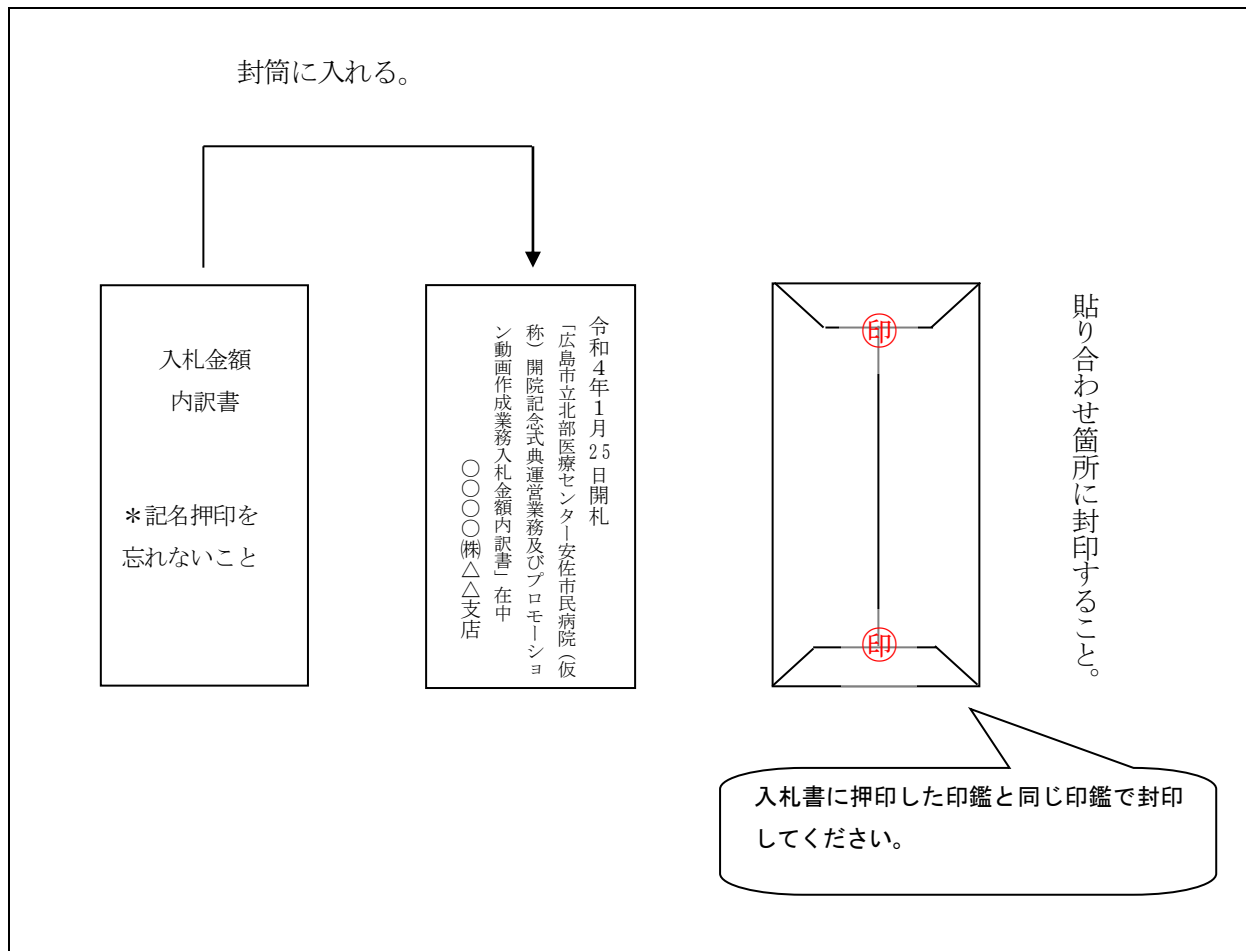 封筒に入れる。
入札金額
内訳書
＊記名押印を
忘れないこと
令和４年１月25日開札
「広島市立北部医療センター安佐市民病院（仮
称）開院記念式典運営業務及びプロモーショ
ン動画作成業務入札金額内訳書」在中
〇〇〇〇㈱△△支店
印
印
貼り合わせ箇所に封印すること。
入札書に押印した印鑑と同じ印鑑で封印
してください。